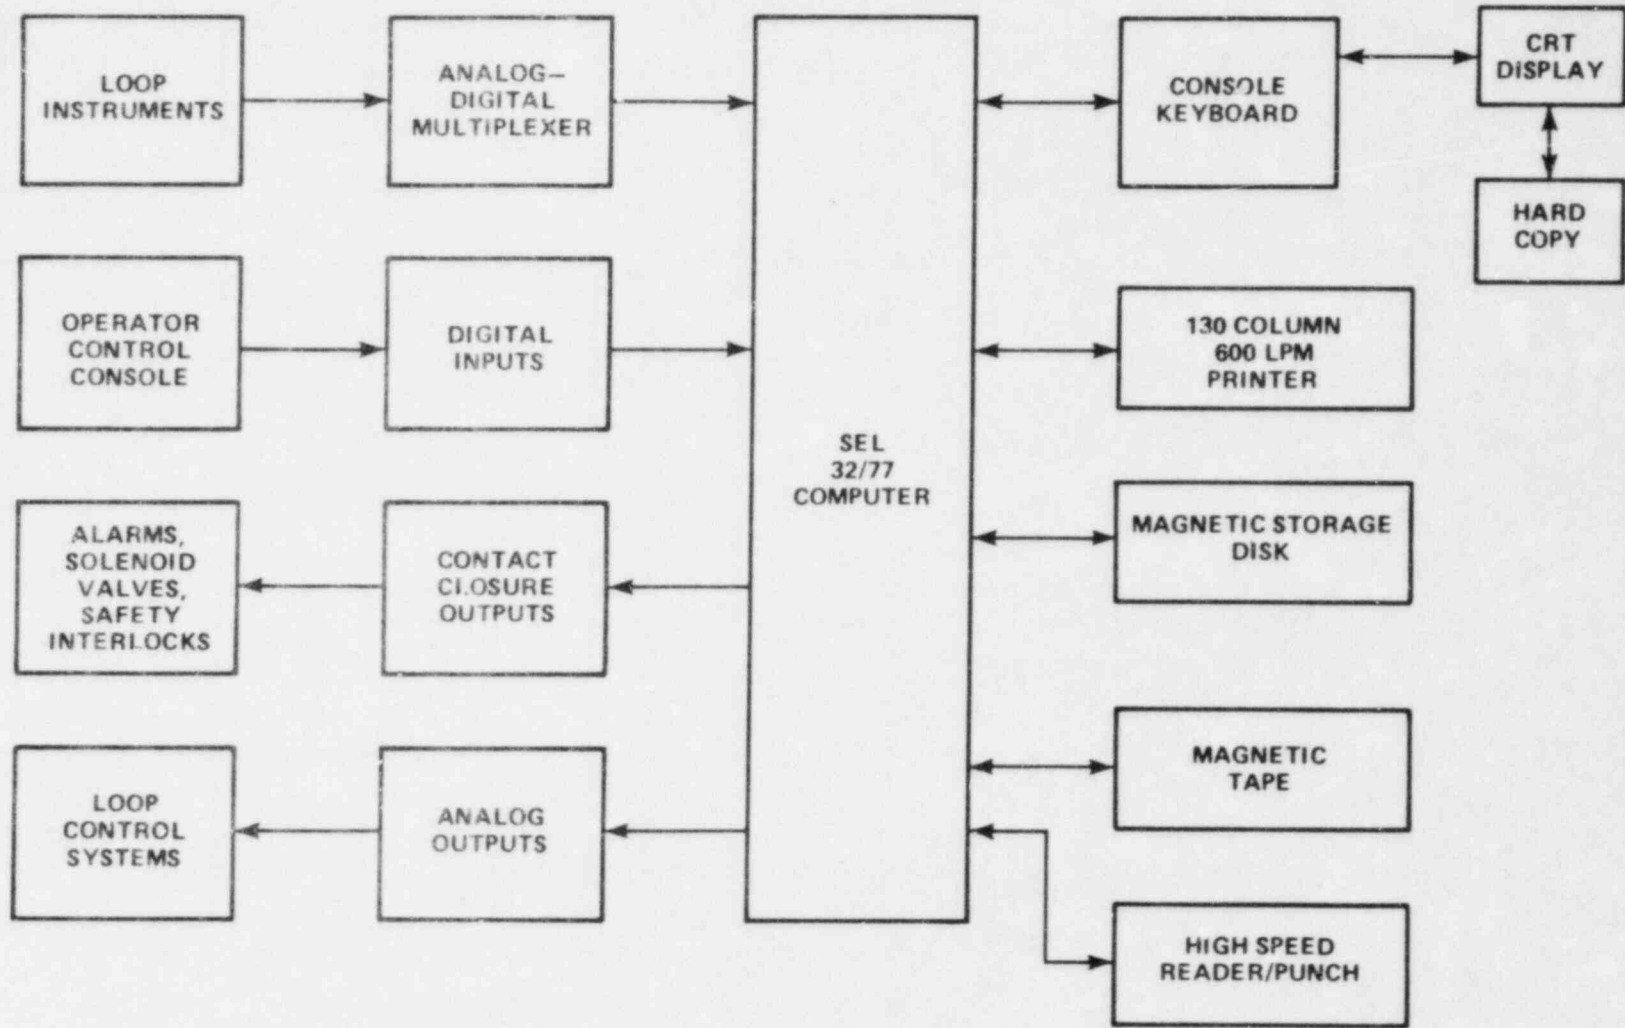 LOOP
INSTRUMENTS
ANALOG–
DIGITAL
MULTIPLEXER
CONSOLE
KEYBOARD
CRT
DISPLAY
HARD
COPY
OPERATOR
CONTROL
CONSOLE
DIGITAL
INPUTS
130 COLUMN
600 LPM
PRINTER
SEL
32/77
COMPUTER
MAGNETIC STORAGE
DISK
ALARMS,
SOLENOID
VALVES,
SAFETY
INTERLOCKS
CONTACT
CLOSURE
OUTPUTS
LOOP
CONTROL
SYSTEMS
ANALOG
OUTPUTS
MAGNETIC
TAPE
HIGH SPEED
READER/PUNCH